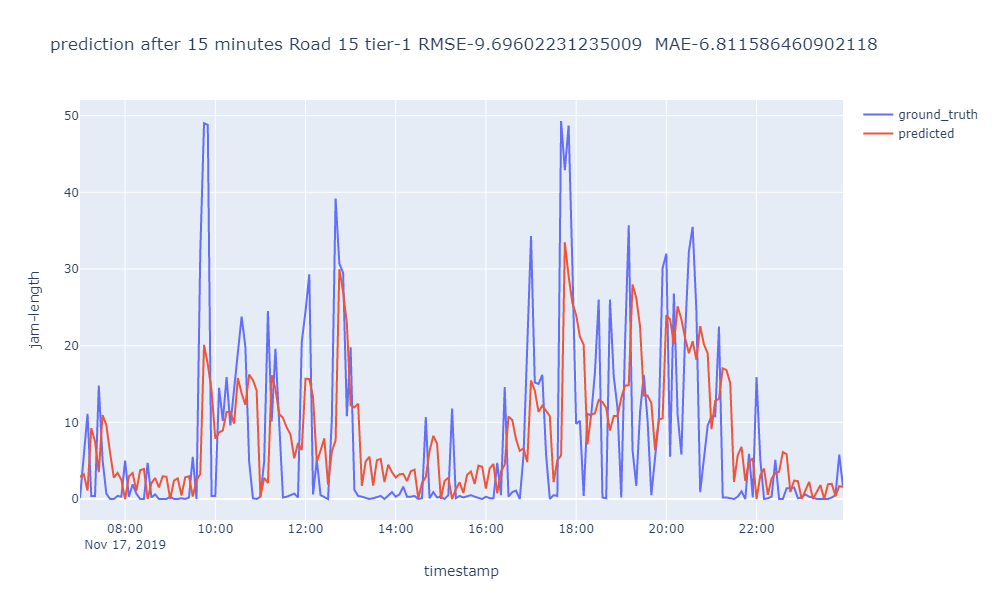 prediction after 15 minutes Road 15 tier-1 RMSE-9.69602231235009  MAE-6.811586460902118
ground_truth
predicted
50
40
30
20
10
0
jam-length
08:00 10:00 12:00 14:00 16:00 18:00 20:00 22:00
Nov 17, 2019
timestamp